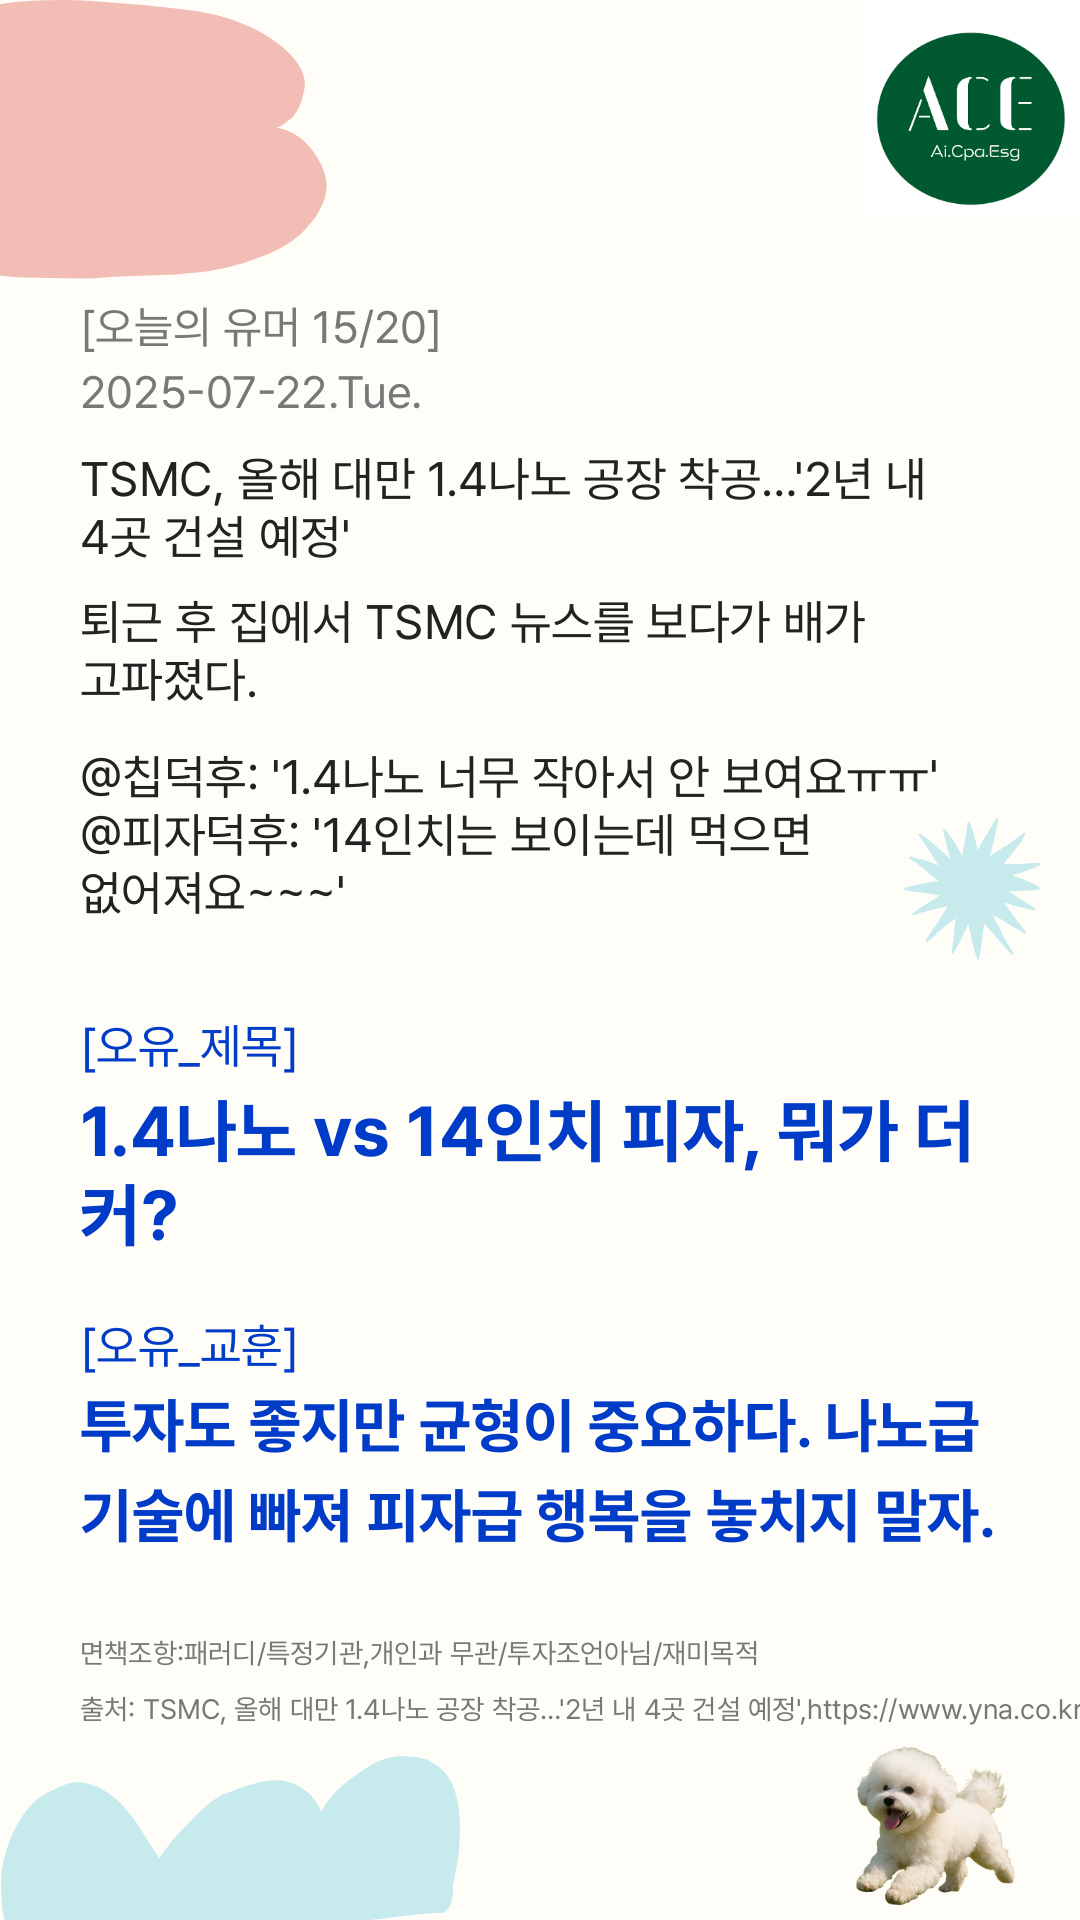 ACE
Ai.Cpa.Esg
[오늘의 유머 15/20]
2025-07-22.Tue.
TSMC, 올해 대만 1.4나노 공장 착공...'2년 내
4곳 건설 예정'
퇴근 후 집에서 TSMC 뉴스를 보다가 배가
고파졌다.
@칩덕후: '1.4나노 너무 작아서 안 보여요ㅠㅠ'
@피자덕후: '14인치는 보이는데 먹으면
없어져요~~~'
[오유_제목]
1.4나노 vs 14인치 피자, 뭐가 더
커?
[오유_교훈]
투자도 좋지만 균형이 중요하다. 나노급
기술에 빠져 피자급 행복을 놓치지 말자.
면책조항:패러디/특정기관,개인과 무관/투자조언아님/재미목적
출처: TSMC, 올해 대만 1.4나노 공장 착공...'2년 내 4곳 건설 예정',https://www.yna.co.kr